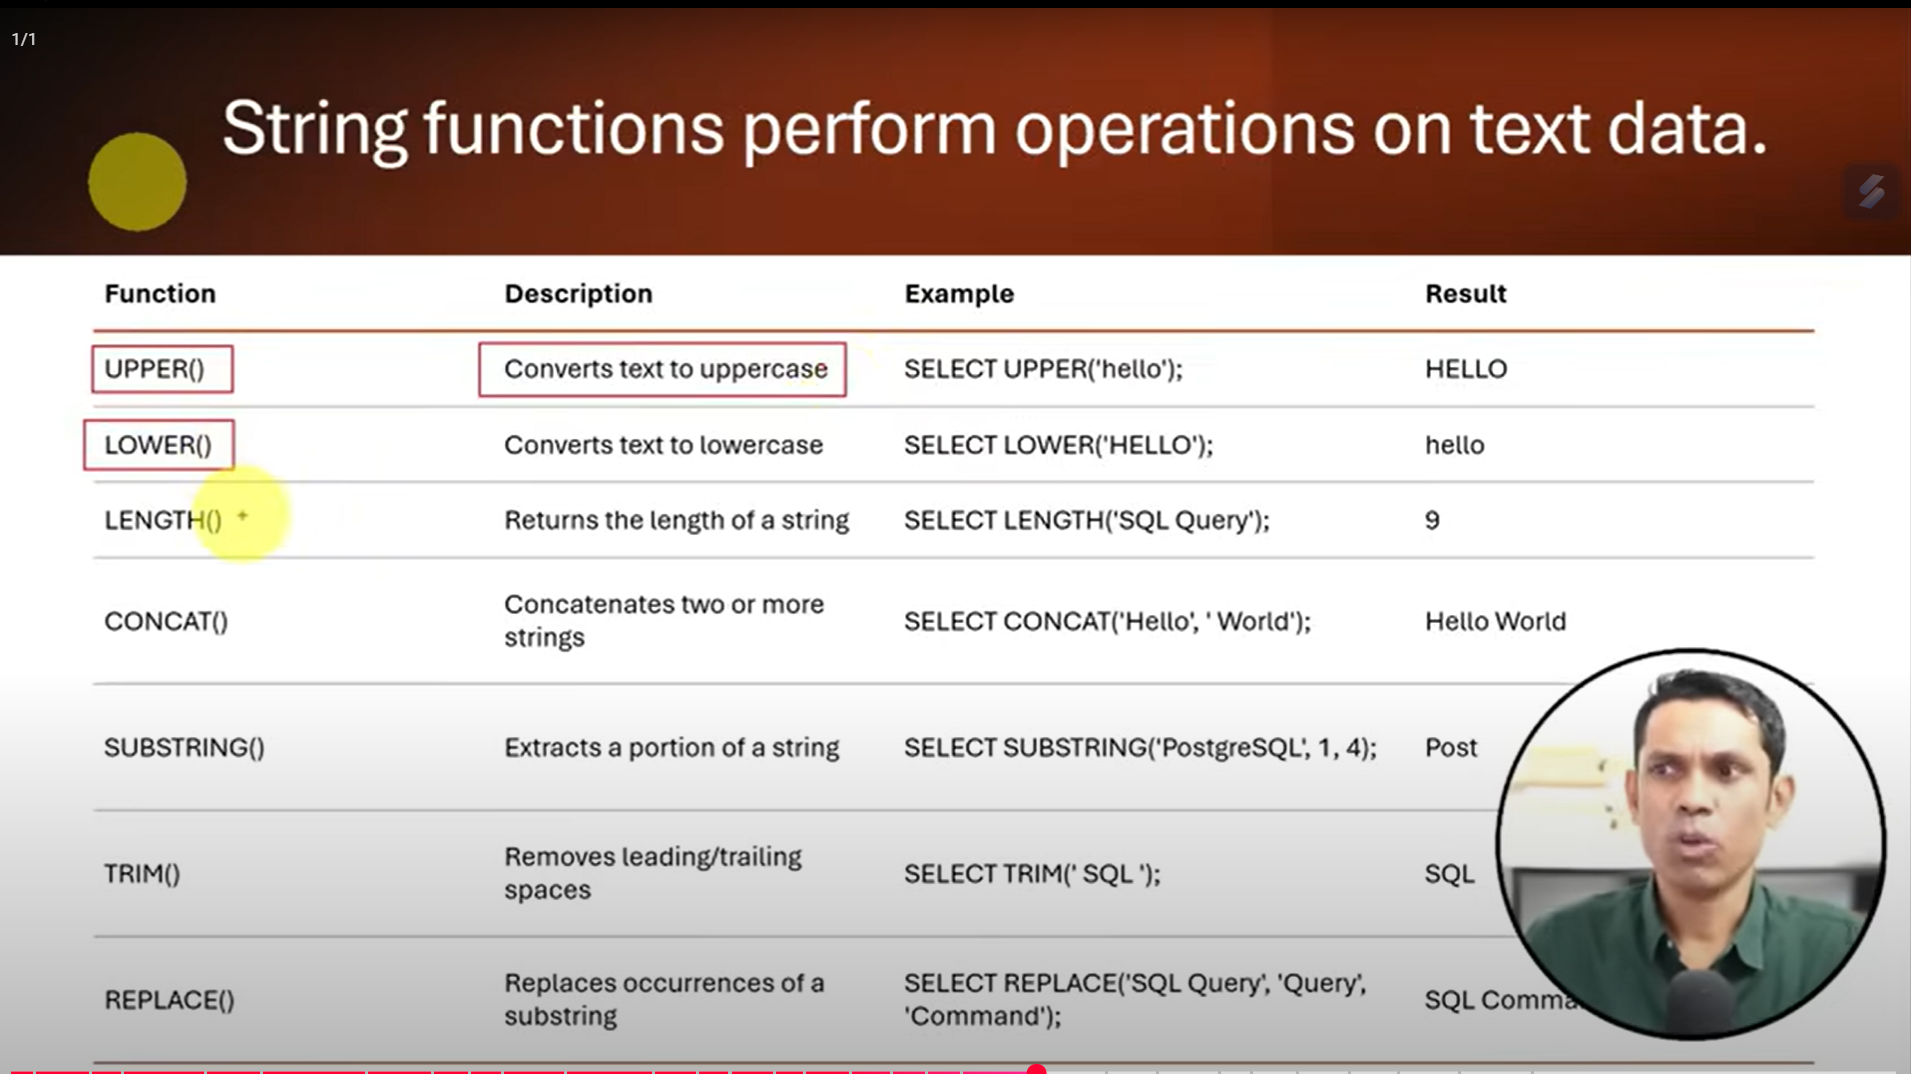 1/1
String functions perform operations on text data.
Function Description Example Result
UPPER() Converts text to uppercase SELECT UPPER('hello'); HELLO
LOWER() Converts text to lowercase SELECT LOWER('HELLO'); hello
LENGTH() Returns the length of a string SELECT LENGTH('SQL Query'); 9
CONCAT() Concatenates two or more
strings SELECT CONCAT('Hello', ' World'); Hello World
SUBSTRING() Extracts a portion of a string SELECT SUBSTRING('PostgreSQL', 1, 4); Post
TRIM() Removes leading/trailing
spaces SELECT TRIM(' SQL '); SQL
REPLACE() Replaces occurrences of a
substring SELECT REPLACE('SQL Query', 'Query',
'Command'); SQL